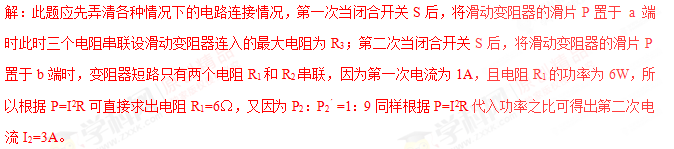 解：此题应先弄清各种情况下的电路连接情况，第一次当闭合开关 S 后，将滑动变阻器的滑片 P 置于 a 端
时此时三个电阻串联设滑动变阻器连入的最大电阻为 R₃；第二次当闭合开关 S 后，将滑动变阻器的滑片 P
置于 b 端时，变阻器短路只有两个电阻 R₁和 R₂串联，因为第一次电流为 1A，且电阻 R₁的功率为 6W，所
以根据 P=I²R 可直接求出电阻 R₁=6Ω，又因为 P₂：P₂′=1：9 同样根据 P=I²R 代入功率之比可得出第二次电
流 I₂=3A。